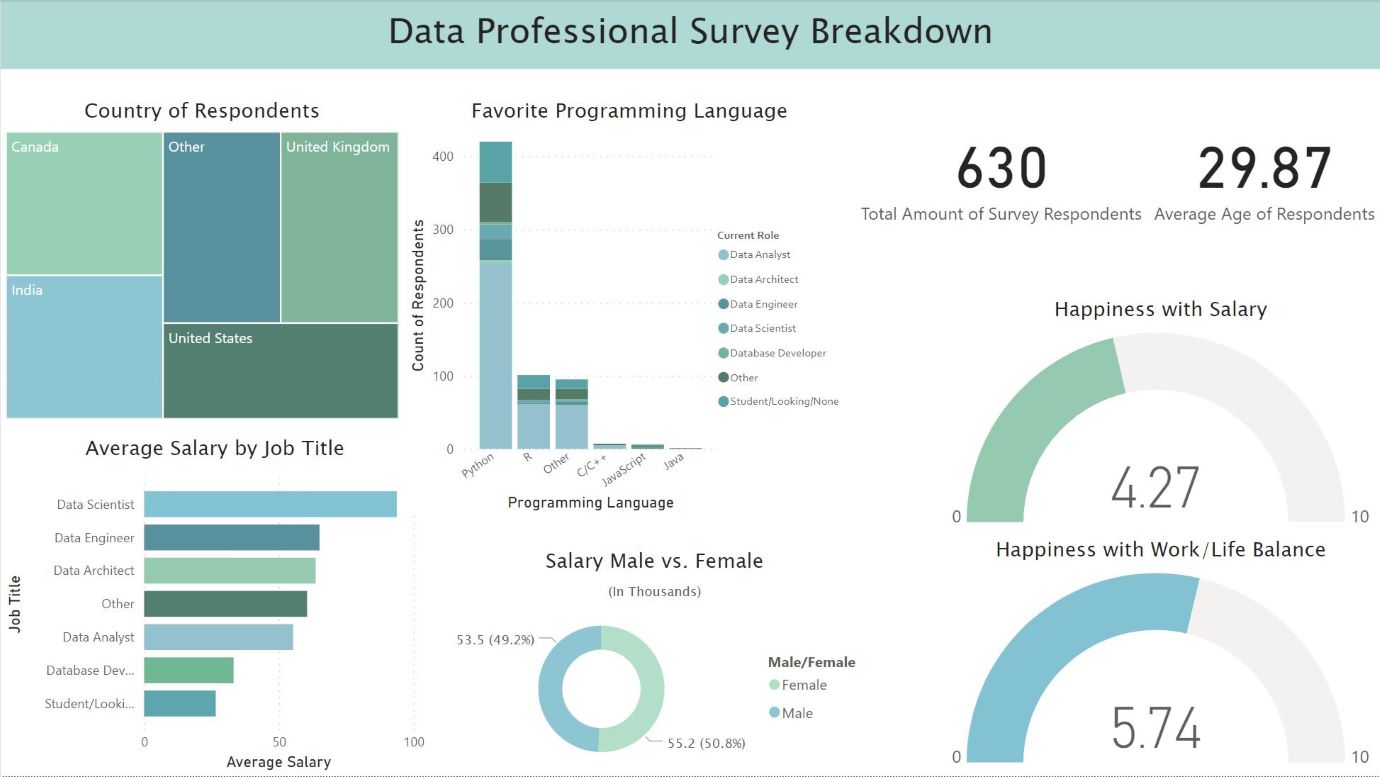 Data Professional Survey Breakdown
Country of Respondents
Canada
Other
United Kingdom
India
United States
Favorite Programming Language
Count of Respondents
400
300
200
100
0
Python
R
Other
C/C++
JavaScript
Java
Programming Language
Current Role
Data Analyst
Data Architect
Data Engineer
Data Scientist
Database Developer
Other
Student/Looking/None
630
Total Amount of Survey Respondents
29.87
Average Age of Respondents
Average Salary by Job Title
Job Title
Data Scientist
Data Engineer
Data Architect
Other
Data Analyst
Database Dev...
Student/Looki...
0
50
100
Average Salary
Salary Male vs. Female
(In Thousands)
53.5 (49.2%)
55.2 (50.8%)
Male/Female
Female
Male
Happiness with Salary
4.27
0
10
Happiness with Work/Life Balance
5.74
0
10